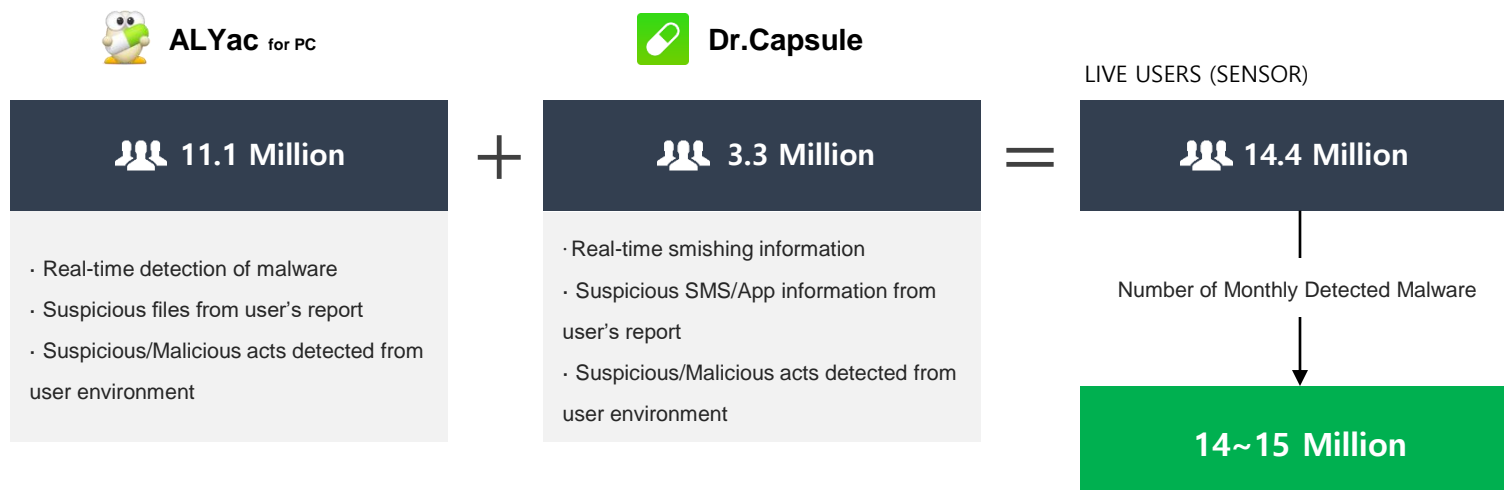 ALYac for PC
11.1 Million
· Real-time detection of malware
· Suspicious files from user’s report
· Suspicious/Malicious acts detected from
user environment
+
Dr.Capsule
3.3 Million
· Real-time smishing information
· Suspicious SMS/App information from
user’s report
· Suspicious/Malicious acts detected from
user environment
=
LIVE USERS (SENSOR)
14.4 Million
Number of Monthly Detected Malware
14~15 Million